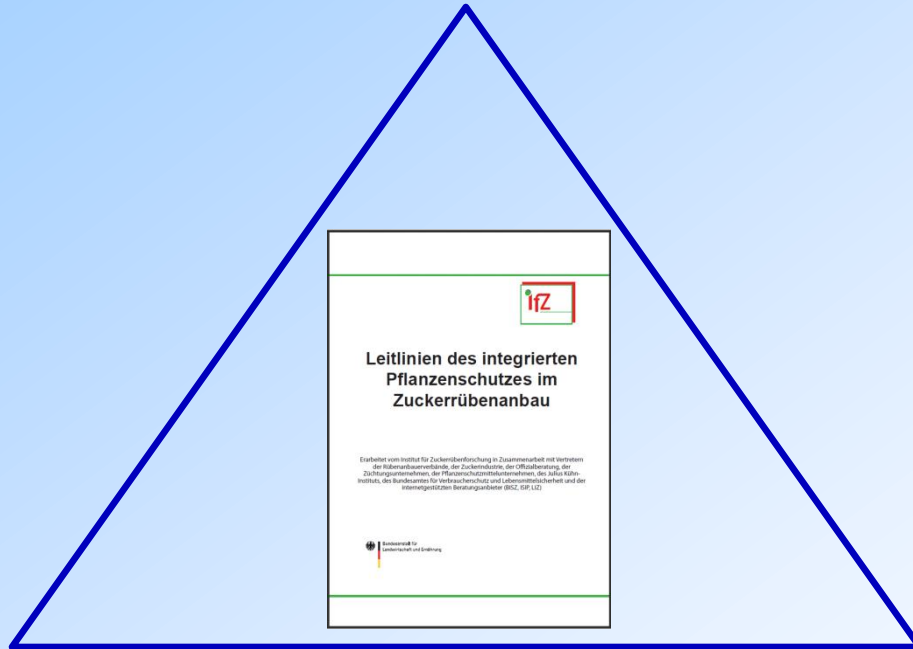 ifZ
Leitlinien des integrierten
Pflanzenschutzes im
Zuckerrübenanbau
Erarbeitet vom Institut für Zuckerrübenforschung in Zusammenarbeit mit Vertretern
der Rübenanbauerverbände, der Zuckerindustrie, der Offizialberatung, der
Züchtungsunternehmen, der Pflanzenschutzmittelunternehmen, des Julius Kühn-
Instituts, des Bundesamtes für Verbraucherschutz und Lebensmittelsicherheit und der
internetgestützten Beratungsanbieter (BISZ, ISIP, LIZ)
Bundesanstalt für
Landwirtschaft und Ernährung